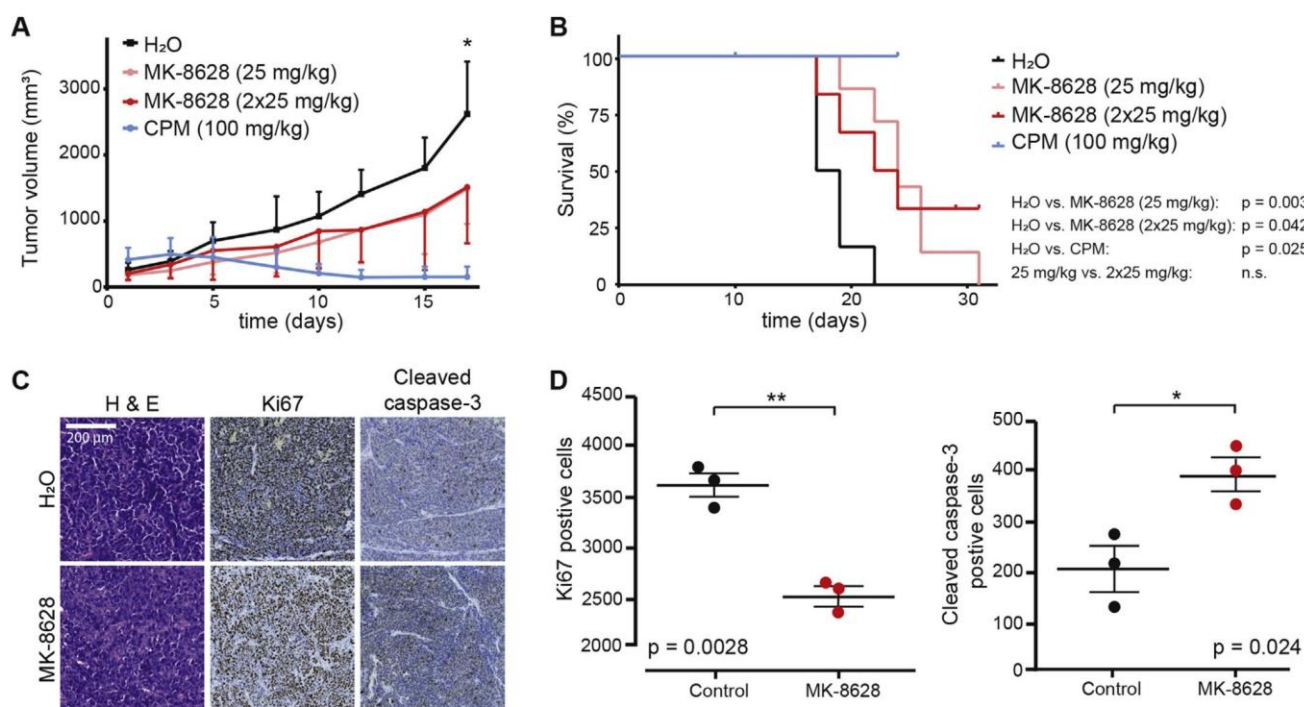 A
H₂O
MK-8628 (25 mg/kg)
MK-8628 (2x25 mg/kg)
CPM (100 mg/kg)
*
Tumor volume (mm³)
3000
2000
1000
0
0
5
10
15
time (days)
B
H₂O
MK-8628 (25 mg/kg)
MK-8628 (2x25 mg/kg)
CPM (100 mg/kg)
Survival (%)
100
75
50
25
0
0
10
20
30
time (days)
H₂O vs. MK-8628 (25 mg/kg): p = 0.003
H₂O vs. MK-8628 (2x25 mg/kg): p = 0.042
H₂O vs. CPM: p = 0.025
25 mg/kg vs. 2x25 mg/kg: n.s.
C
H & E
Ki67
Cleaved
caspase-3
200 µm
H₂O
MK-8628
D
Ki67 postive cells
4500
4000
3500
3000
2500
2000
**
p = 0.0028
Control
MK-8628
Cleaved caspase-3
postive cells
500
400
300
200
100
0
*
p = 0.024
Control
MK-8628